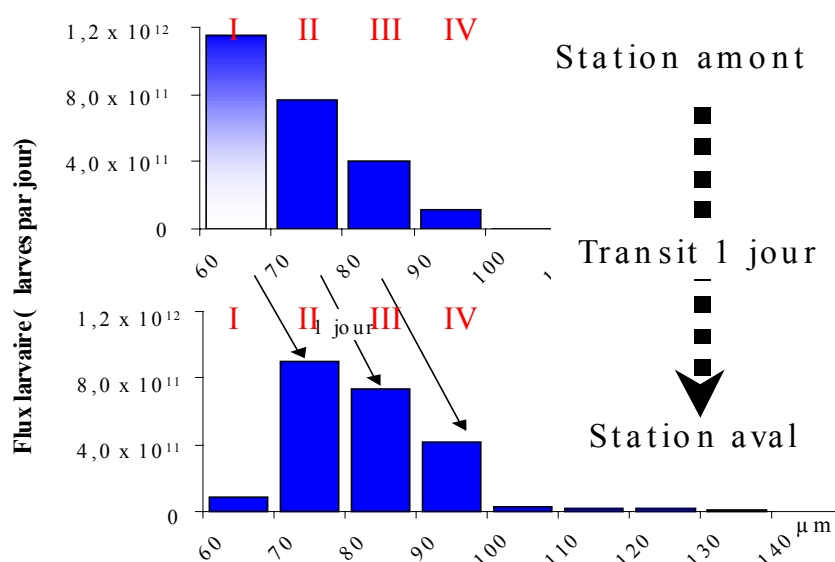 Flux larvaire ( larves par jour)
1,2 x 10¹²
8,0 x 10¹¹
4,0 x 10¹¹
0
I II III IV
60 70 80 90 100 1
Station amont
Transit 1 jour
Station aval
1,2 x 10¹²
8,0 x 10¹¹
4,0 x 10¹¹
0
I II III IV
1 jour
60 70 80 90 100 110 120 130 140
µm